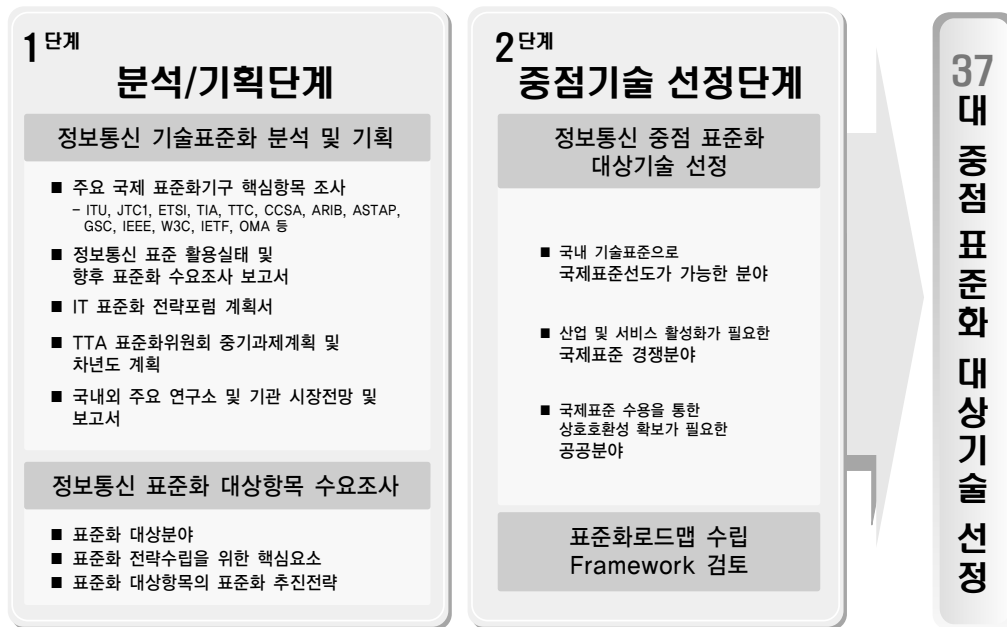 1단계
분석/기획단계
정보통신 기술표준화 분석 및 기획
■ 주요 국제 표준화기구 핵심항목 조사
- ITU, JTC1, ETSI, TIA, TTC, CCSA, ARIB, ASTAP,
GSC, IEEE, W3C, IETF, OMA 등
■ 정보통신 표준 활용실태 및
향후 표준화 수요조사 보고서
■ IT 표준화 전략포럼 계획서
■ TTA 표준화위원회 중기과제계획 및
차년도 계획
■ 국내외 주요 연구소 및 기관 시장전망 및
보고서
정보통신 표준화 대상항목 수요조사
■ 표준화 대상분야
■ 표준화 전략수립을 위한 핵심요소
■ 표준화 대상항목의 표준화 추진전략
2단계
중점기술 선정단계
정보통신 중점 표준화
대상기술 선정
■ 국내 기술표준으로
국제표준선도가 가능한 분야
■ 산업 및 서비스 활성화가 필요한
국제표준 경쟁분야
■ 국제표준 수용을 통한
상호호환성 확보가 필요한
공공분야
표준화로드맵 수립
Framework 검토
37대 중점 표준화 대상기술 선정